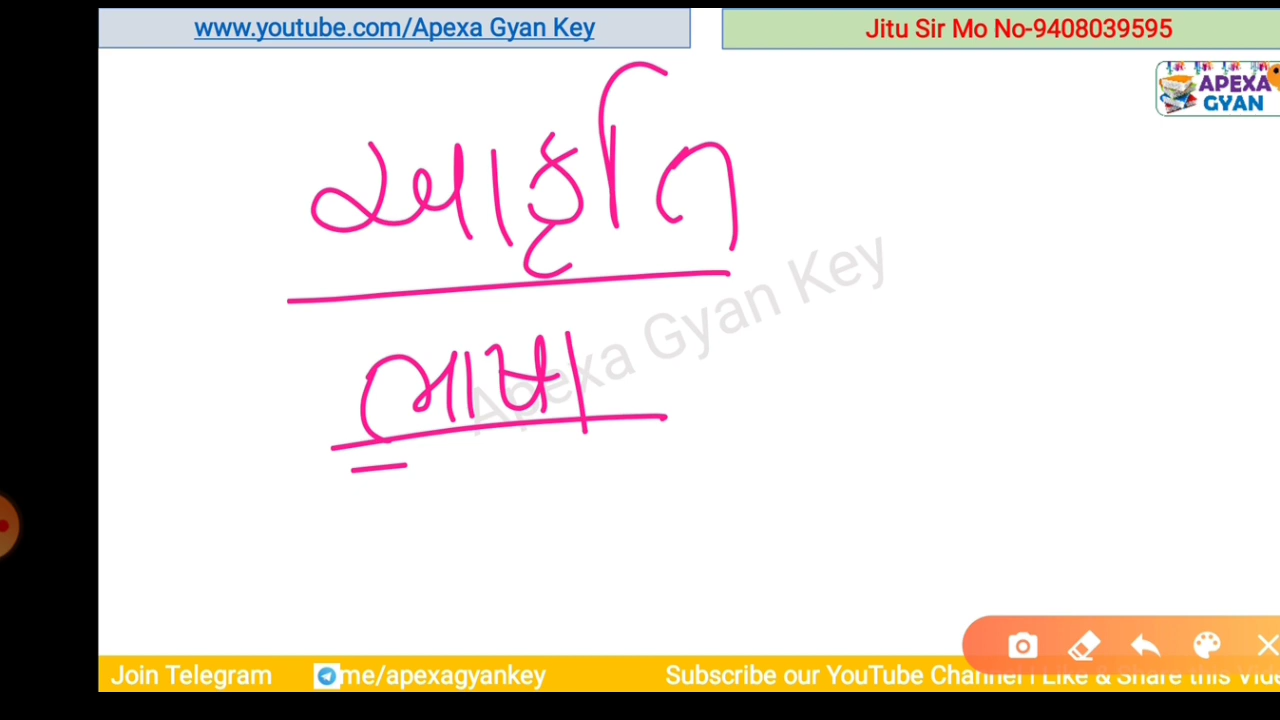 www.youtube.com/Apexa Gyan Key
Jitu Sir Mo No-9408039595
APEXA
GYAN
આકૃતિ
ભાષા
Apexa Gyan Key
Join Telegram
me/apexagyankey
Subscribe our YouTube Channel | Like & Share this Vide